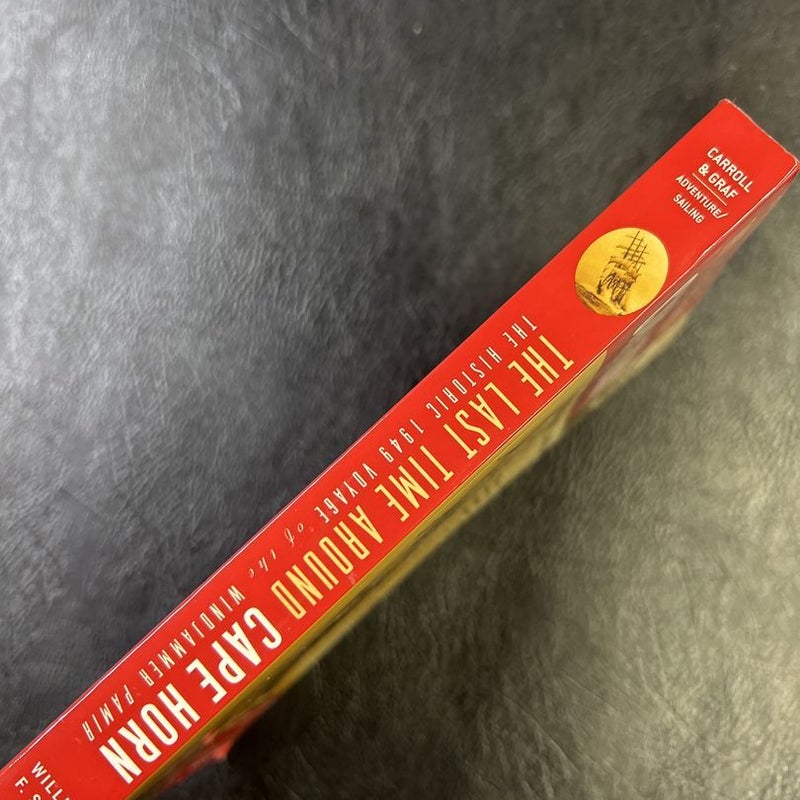 CARROLL
& GRAF
ADVENTURE/
SAILING
THE LAST TIME AROUND CAPE HORN
THE HISTORIC 1949 VOYAGE of the WINDJAMMER PAMIR
F.